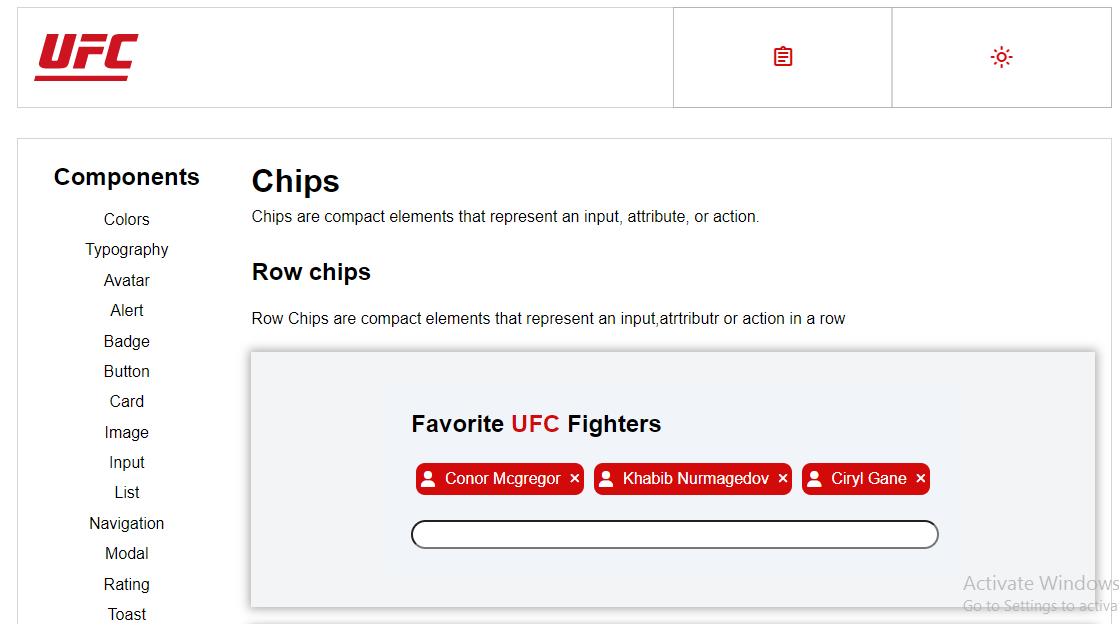 UFC
Components
Colors
Typography
Avatar
Alert
Badge
Button
Card
Image
Input
List
Navigation
Modal
Rating
Toast
Chips
Chips are compact elements that represent an input, attribute, or action.
Row chips
Row Chips are compact elements that represent an input,atrtributr or action in a row
Favorite UFC Fighters
Conor Mcgregor × Khabib Nurmagedov × Ciryl Gane ×
Activate Windows
Go to Settings to activa